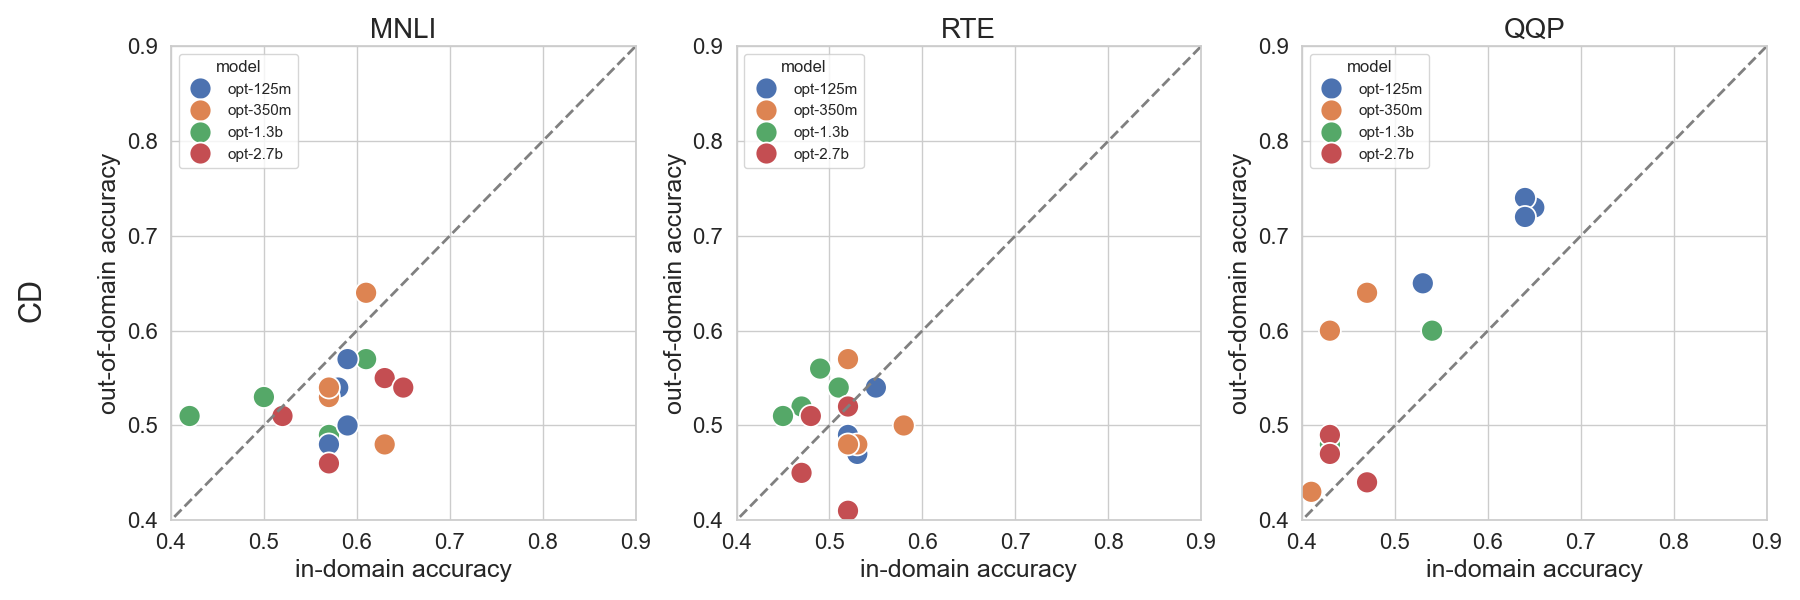 MNLI
RTE
QQP
CD
out-of-domain accuracy
0.9
0.8
0.7
0.6
0.5
0.4
model
opt-125m
opt-350m
opt-1.3b
opt-2.7b
0.4 0.5 0.6 0.7 0.8 0.9
in-domain accuracy
out-of-domain accuracy
0.9
0.8
0.7
0.6
0.5
0.4
model
opt-125m
opt-350m
opt-1.3b
opt-2.7b
0.4 0.5 0.6 0.7 0.8 0.9
in-domain accuracy
out-of-domain accuracy
0.9
0.8
0.7
0.6
0.5
0.4
model
opt-125m
opt-350m
opt-1.3b
opt-2.7b
0.4 0.5 0.6 0.7 0.8 0.9
in-domain accuracy